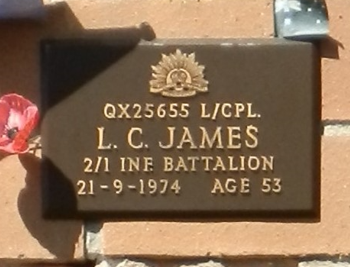 QX25655 L/CPL.
L. C. JAMES
2/1 INF BATTALION
21-9-1974 AGE 53